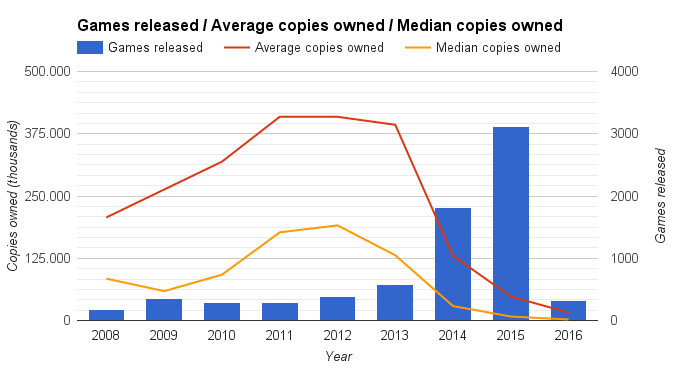 Games released / Average copies owned / Median copies owned
Games released Average copies owned Median copies owned
500.000 4000
375.000 3000
250.000 2000
125.000 1000
0 0
Copies owned (thousands)
Games released
2008 2009 2010 2011 2012 2013 2014 2015 2016
Year